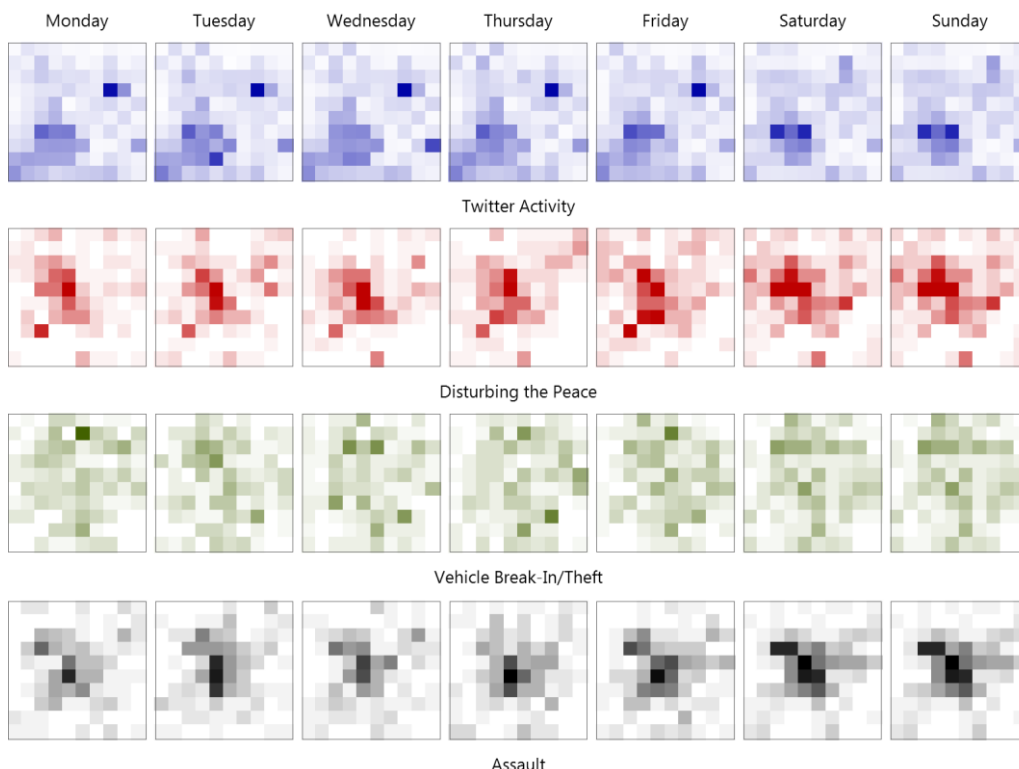 Monday Tuesday Wednesday Thursday Friday Saturday Sunday
Twitter Activity
Disturbing the Peace
Vehicle Break-In/Theft
Assault